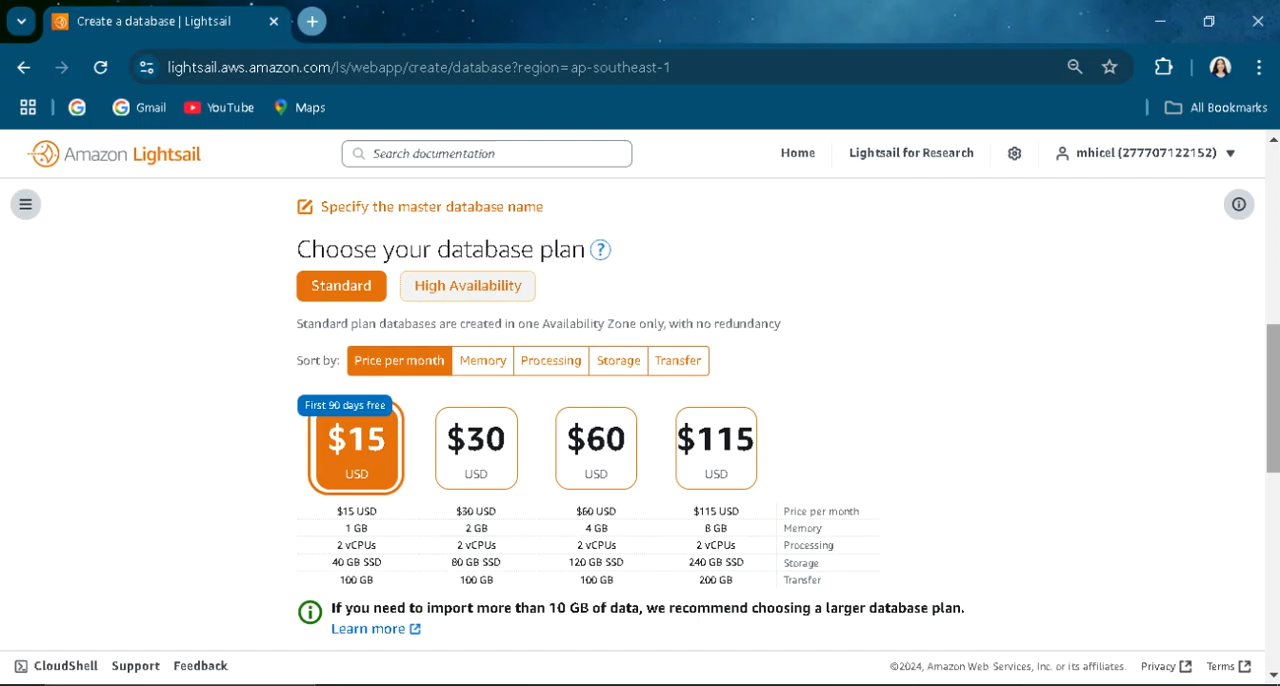 Create a database | Lightsail
lightsail.aws.amazon.com/ls/webapp/create/database?region=ap-southeast-1
Gmail YouTube Maps All Bookmarks
Amazon Lightsail Search documentation Home Lightsail for Research mhicel (277707122152)
Specify the master database name
Choose your database plan ?
Standard High Availability
Standard plan databases are created in one Availability Zone only, with no redundancy
Sort by: Price per month Memory Processing Storage Transfer
First 90 days free
$15 $30 $60 $115
USD USD USD USD
$15 USD $30 USD $60 USD $115 USD Price per month
1 GB 2 GB 4 GB 8 GB Memory
2 vCPUs 2 vCPUs 2 vCPUs 2 vCPUs Processing
40 GB SSD 80 GB SSD 120 GB SSD 240 GB SSD Storage
100 GB 100 GB 100 GB 200 GB Transfer
If you need to import more than 10 GB of data, we recommend choosing a larger database plan.
Learn more
CloudShell Support Feedback ©2024, Amazon Web Services, Inc. or its affiliates. Privacy Terms